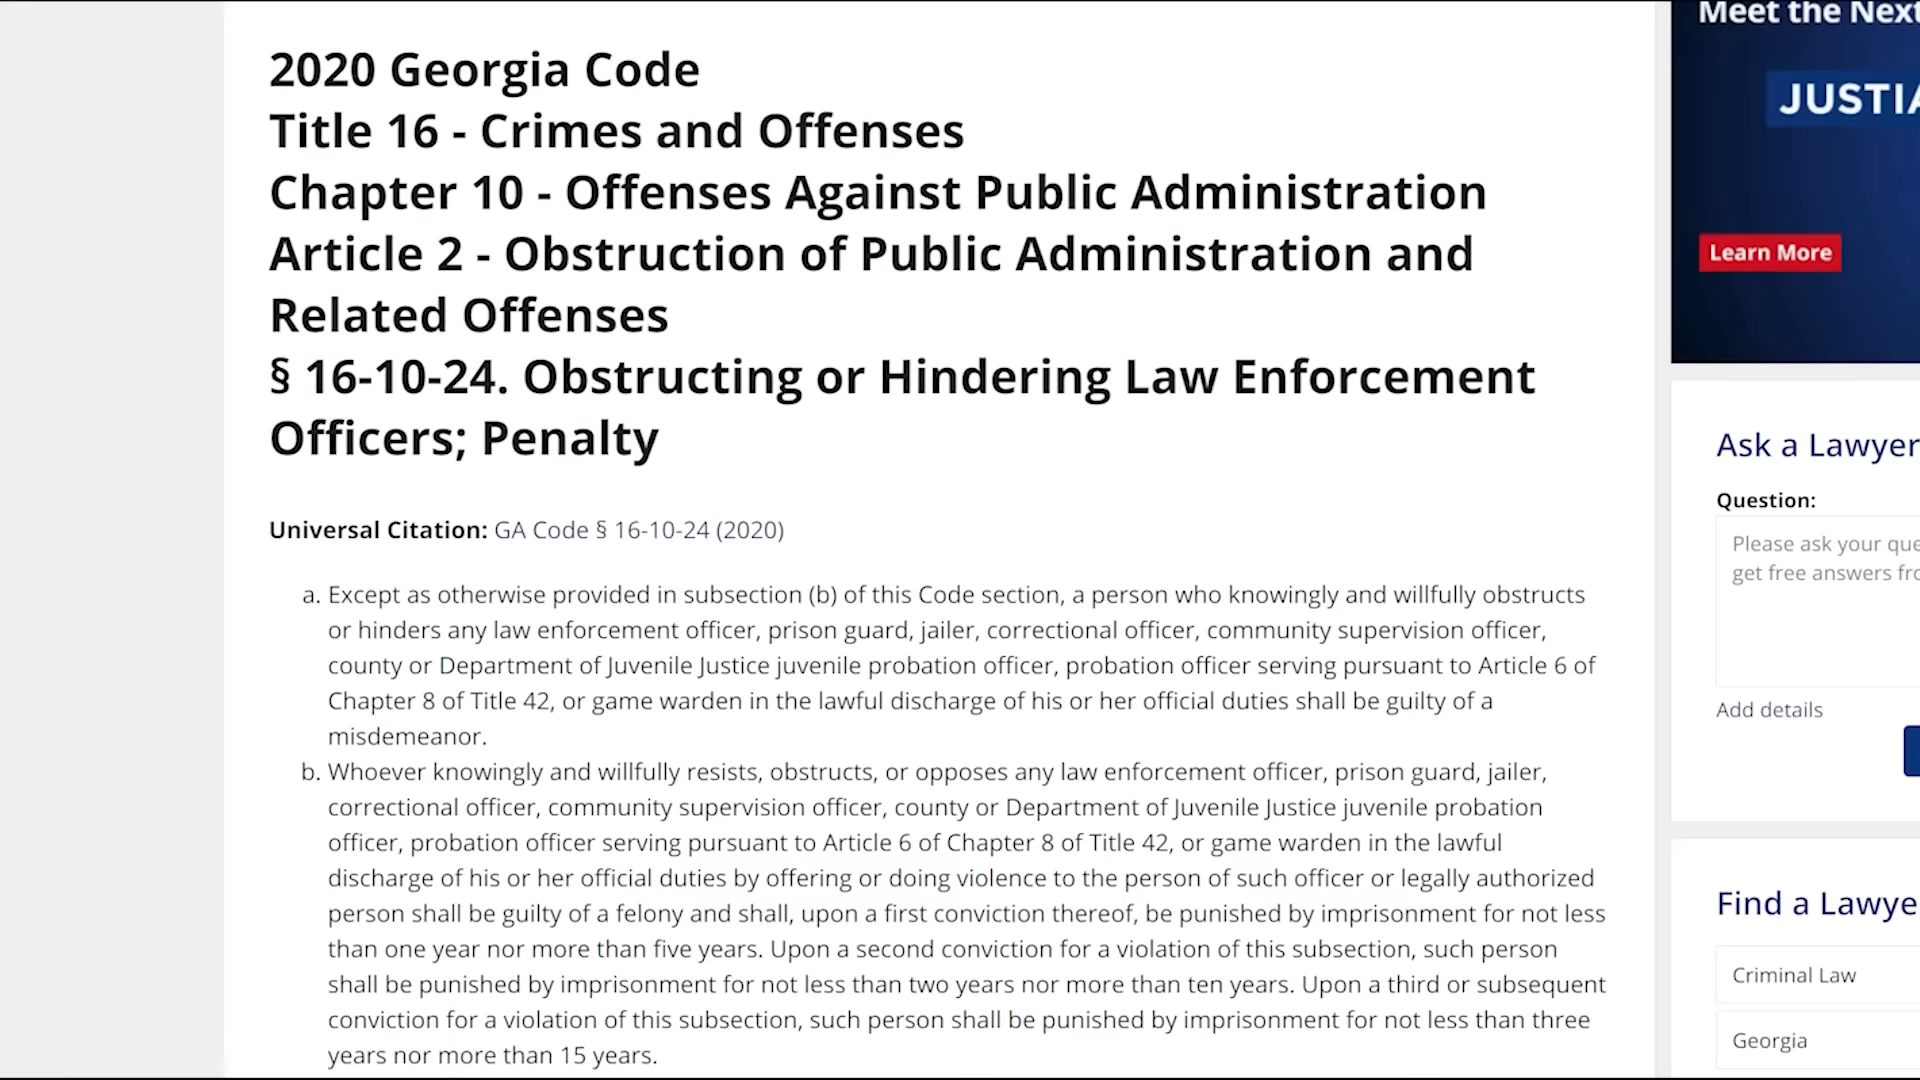 2020 Georgia Code
Title 16 - Crimes and Offenses
Chapter 10 - Offenses Against Public Administration
Article 2 - Obstruction of Public Administration and
Related Offenses
§ 16-10-24. Obstructing or Hindering Law Enforcement
Officers; Penalty
Universal Citation: GA Code § 16-10-24 (2020)
a. Except as otherwise provided in subsection (b) of this Code section, a person who knowingly and willfully obstructs
or hinders any law enforcement officer, prison guard, jailer, correctional officer, community supervision officer,
county or Department of Juvenile Justice juvenile probation officer, probation officer serving pursuant to Article 6 of
Chapter 8 of Title 42, or game warden in the lawful discharge of his or her official duties shall be guilty of a
misdemeanor.
b. Whoever knowingly and willfully resists, obstructs, or opposes any law enforcement officer, prison guard, jailer,
correctional officer, community supervision officer, county or Department of Juvenile Justice juvenile probation
officer, probation officer serving pursuant to Article 6 of Chapter 8 of Title 42, or game warden in the lawful
discharge of his or her official duties by offering or doing violence to the person of such officer or legally authorized
person shall be guilty of a felony and shall, upon a first conviction thereof, be punished by imprisonment for not less
than one year nor more than five years. Upon a second conviction for a violation of this subsection, such person
shall be punished by imprisonment for not less than two years nor more than ten years. Upon a third or subsequent
conviction for a violation of this subsection, such person shall be punished by imprisonment for not less than three
years nor more than 15 years.
Meet the Next
JUSTIA
Learn More
Ask a Lawyer
Question:
Please ask your que
get free answers fro
Add details
Find a Lawye
Criminal Law
Georgia